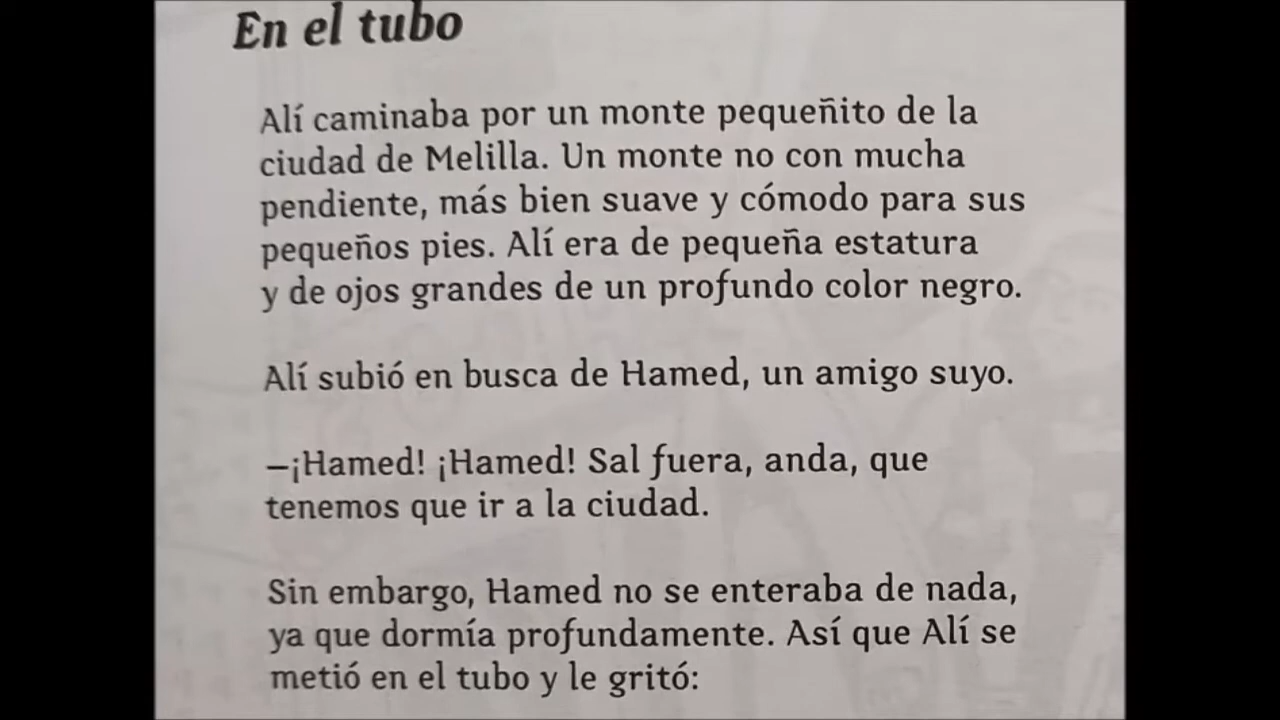 En el tubo
Alí caminaba por un monte pequeñito de la
ciudad de Melilla. Un monte no con mucha
pendiente, más bien suave y cómodo para sus
pequeños pies. Alí era de pequeña estatura
y de ojos grandes de un profundo color negro.
Alí subió en busca de Hamed, un amigo suyo.
–¡Hamed! ¡Hamed! Sal fuera, anda, que
tenemos que ir a la ciudad.
Sin embargo, Hamed no se enteraba de nada,
ya que dormía profundamente. Así que Alí se
metió en el tubo y le gritó: